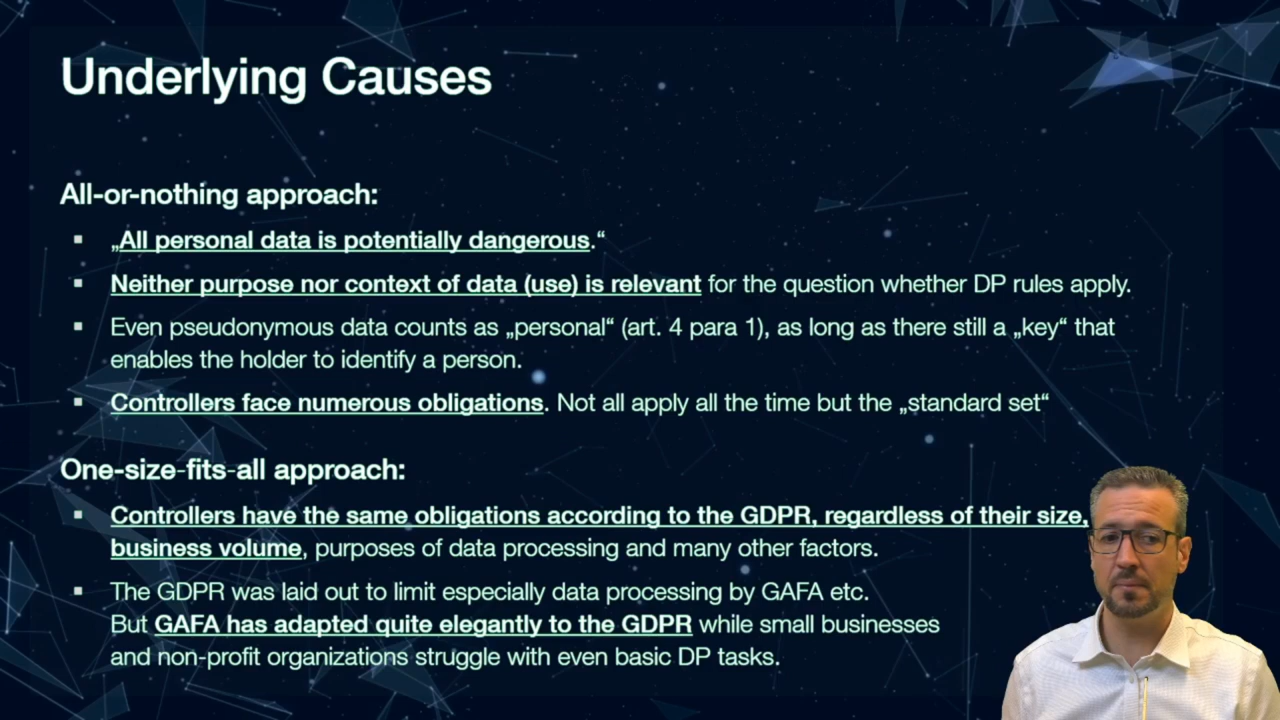 Underlying Causes
All-or-nothing approach:
▪ „All personal data is potentially dangerous.“
▪ Neither purpose nor context of data (use) is relevant for the question whether DP rules apply.
▪ Even pseudonymous data counts as „personal“ (art. 4 para 1), as long as there still a „key“ that
enables the holder to identify a person.
▪ Controllers face numerous obligations. Not all apply all the time but the „standard set“
One-size-fits-all approach:
▪ Controllers have the same obligations according to the GDPR, regardless of their size,
business volume, purposes of data processing and many other factors.
▪ The GDPR was laid out to limit especially data processing by GAFA etc.
But GAFA has adapted quite elegantly to the GDPR while small businesses
and non-profit organizations struggle with even basic DP tasks.